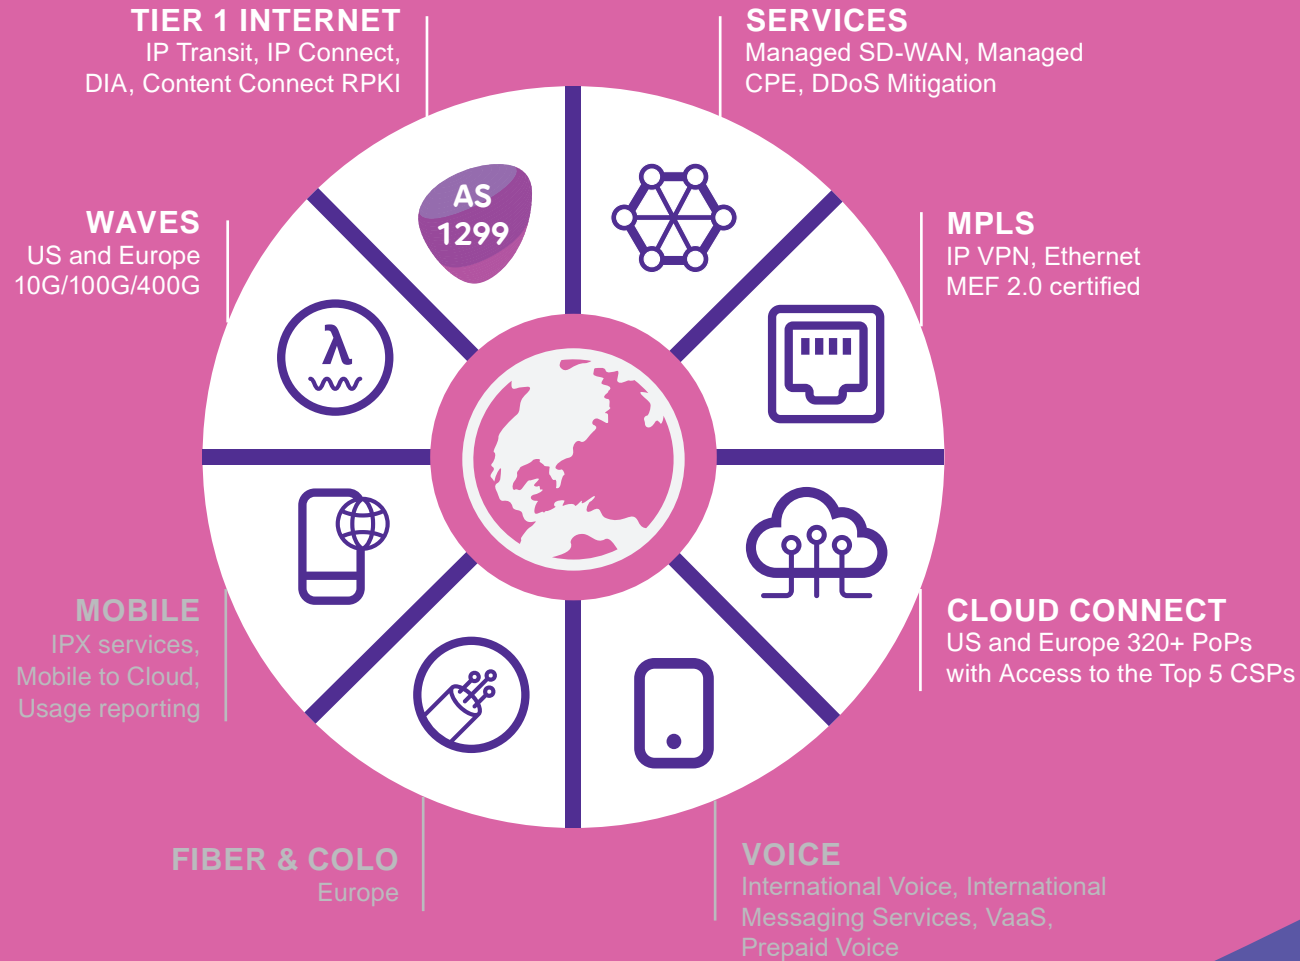 TIER 1 INTERNET
IP Transit, IP Connect,
DIA, Content Connect RPKI
SERVICES
Managed SD-WAN, Managed
CPE, DDoS Mitigation
AS
1299
WAVES
US and Europe
10G/100G/400G
MPLS
IP VPN, Ethernet
MEF 2.0 certified
λ
MOBILE
IPX services,
Mobile to Cloud,
Usage reporting
CLOUD CONNECT
US and Europe 320+ PoPs
with Access to the Top 5 CSPs
FIBER & COLO
Europe
VOICE
International Voice, International
Messaging Services, VaaS,
Prepaid Voice